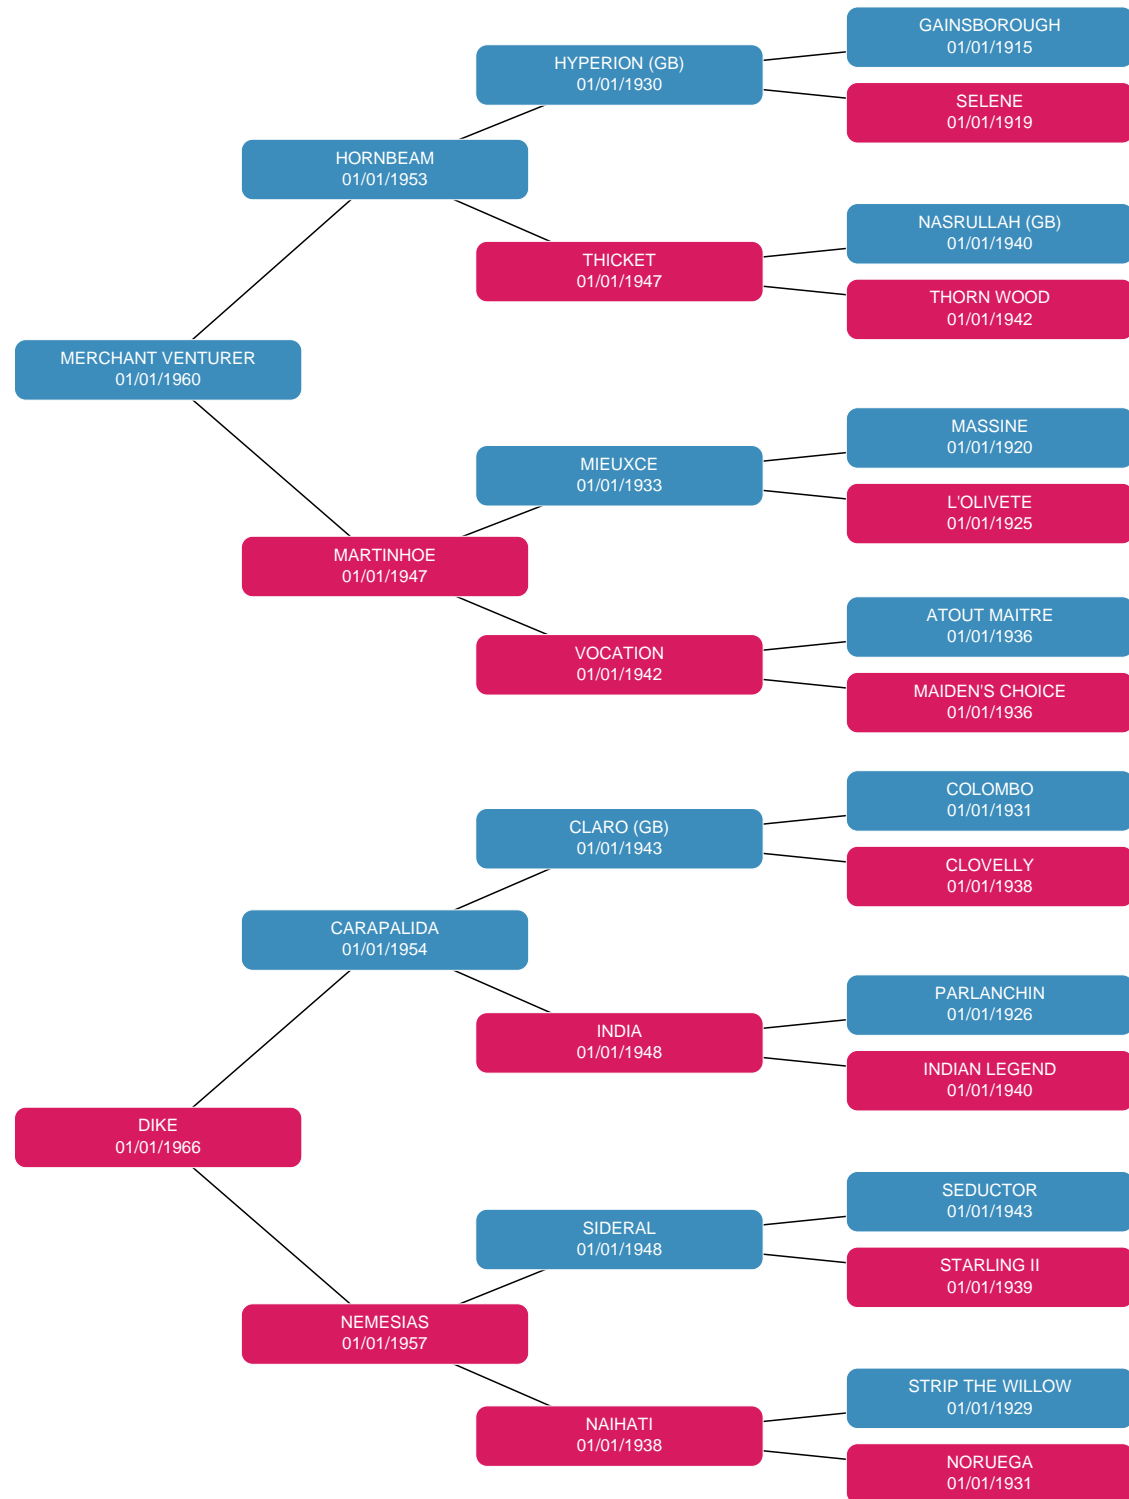 GAINSBOROUGH
01/01/1915
HYPERION (GB)
01/01/1930
SELENE
01/01/1919
HORNBEAM
01/01/1953
NASRULLAH (GB)
01/01/1940
THICKET
01/01/1947
THORN WOOD
01/01/1942
MERCHANT VENTURER
01/01/1960
MASSINE
01/01/1920
MIEUXCE
01/01/1933
L'OLIVETE
01/01/1925
MARTINHOE
01/01/1947
ATOUT MAITRE
01/01/1936
VOCATION
01/01/1942
MAIDEN'S CHOICE
01/01/1936
COLOMBO
01/01/1931
CLARO (GB)
01/01/1943
CLOVELLY
01/01/1938
CARAPALIDA
01/01/1954
PARLANCHIN
01/01/1926
INDIA
01/01/1948
INDIAN LEGEND
01/01/1940
DIKE
01/01/1966
SEDUCTOR
01/01/1943
SIDERAL
01/01/1948
STARLING II
01/01/1939
NEMESIAS
01/01/1957
STRIP THE WILLOW
01/01/1929
NAIHATI
01/01/1938
NORUEGA
01/01/1931